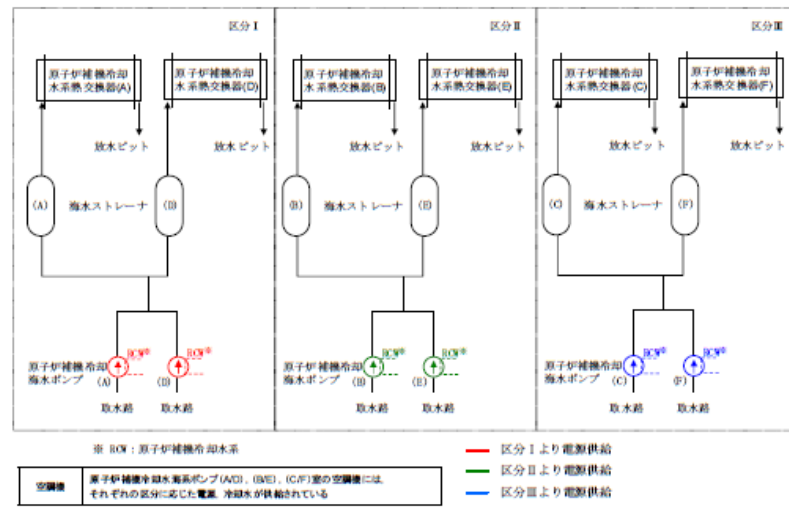 区分Ⅰ
原子炉補機冷却
水系熱交換器(A)
原子炉補機冷却
水系熱交換器(D)
放水ピット
放水ピット
(A)
海水ストレーナ
(D)
RCW※
RCW※
原子炉補機冷却
海水ポンプ
(A)
(D)
取水路
取水路
区分Ⅱ
原子炉補機冷却
水系熱交換器(B)
原子炉補機冷却
水系熱交換器(E)
放水ピット
放水ピット
(B)
海水ストレーナ
(E)
RCW※
RCW※
原子炉補機冷却
海水ポンプ
(B)
(E)
取水路
取水路
区分Ⅲ
原子炉補機冷却
水系熱交換器(C)
原子炉補機冷却
水系熱交換器(F)
放水ピット
放水ピット
(C)
海水ストレーナ
(F)
RCW※
RCW※
原子炉補機冷却
海水ポンプ
(C)
(F)
取水路
取水路
※ RCW：原子炉補機冷却水系
区分Ⅰより電源供給
区分Ⅱより電源供給
区分Ⅲより電源供給
空調機
原子炉補機冷却水海系ポンプ(A/D)，(B/E)，(C/F)室の空調機には，
それぞれの区分に応じた電源，冷却水が供給されている